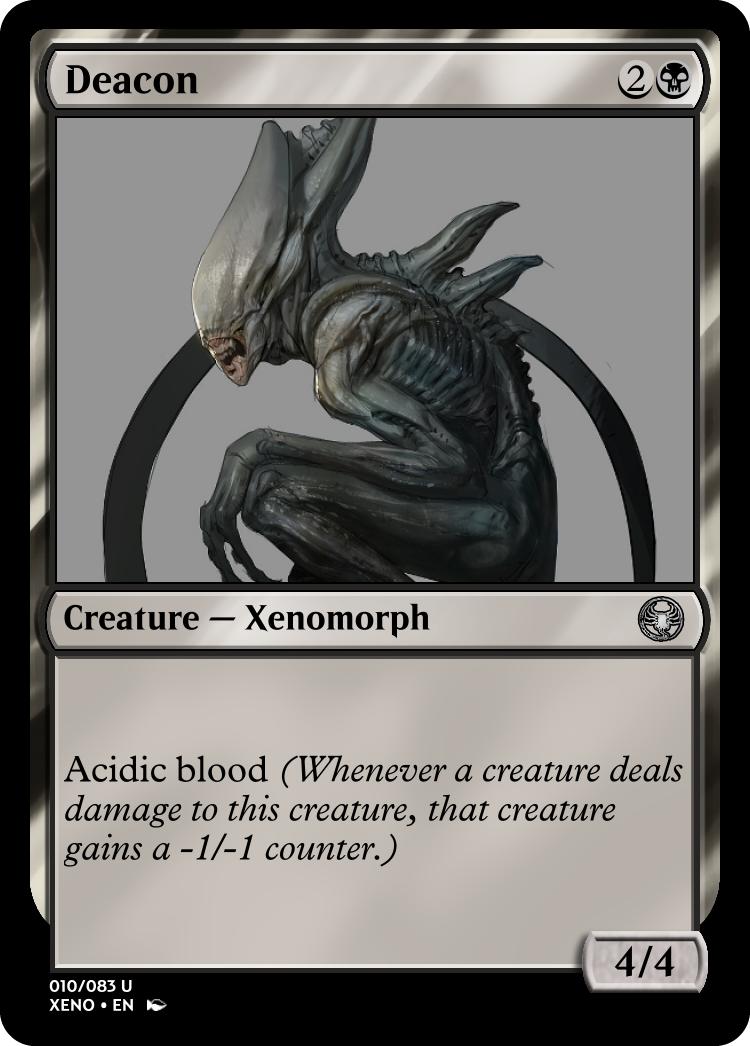 Deacon 2
Creature — Xenomorph
Acidic blood (Whenever a creature deals
damage to this creature, that creature
gains a -1/-1 counter.)
4/4
010/083 U
XENO • EN